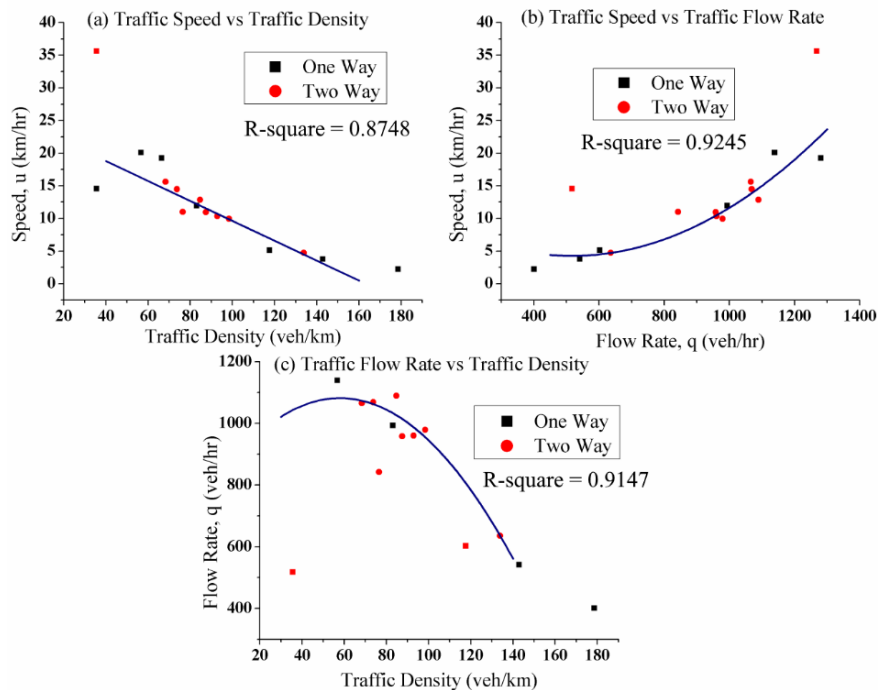 (a) Traffic Speed vs Traffic Density
40
35
30
25
20
15
10
5
0
Speed, u (km/hr)
One Way
Two Way
R-square = 0.8748
20 40 60 80 100 120 140 160 180
Traffic Density (veh/km)
(b) Traffic Speed vs Traffic Flow Rate
40
35
30
25
20
15
10
5
0
Speed, u (km/hr)
One Way
Two Way
R-square = 0.9245
400 600 800 1000 1200 1400
Flow Rate, q (veh/hr)
(c) Traffic Flow Rate vs Traffic Density
1200
1000
800
600
400
Flow Rate, q (veh/hr)
One Way
Two Way
R-square = 0.9147
20 40 60 80 100 120 140 160 180
Traffic Density (veh/km)